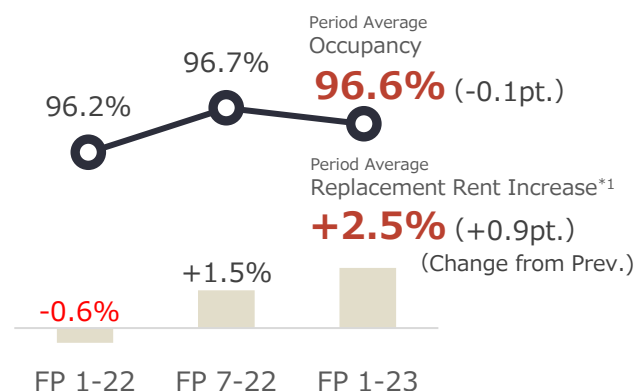 Period Average
Occupancy
96.6% (-0.1pt.)
96.7%
96.2%
Period Average
Replacement Rent Increase*1
+2.5% (+0.9pt.)
(Change from Prev.)
+1.5%
-0.6%
FP 1-22 FP 7-22 FP 1-23